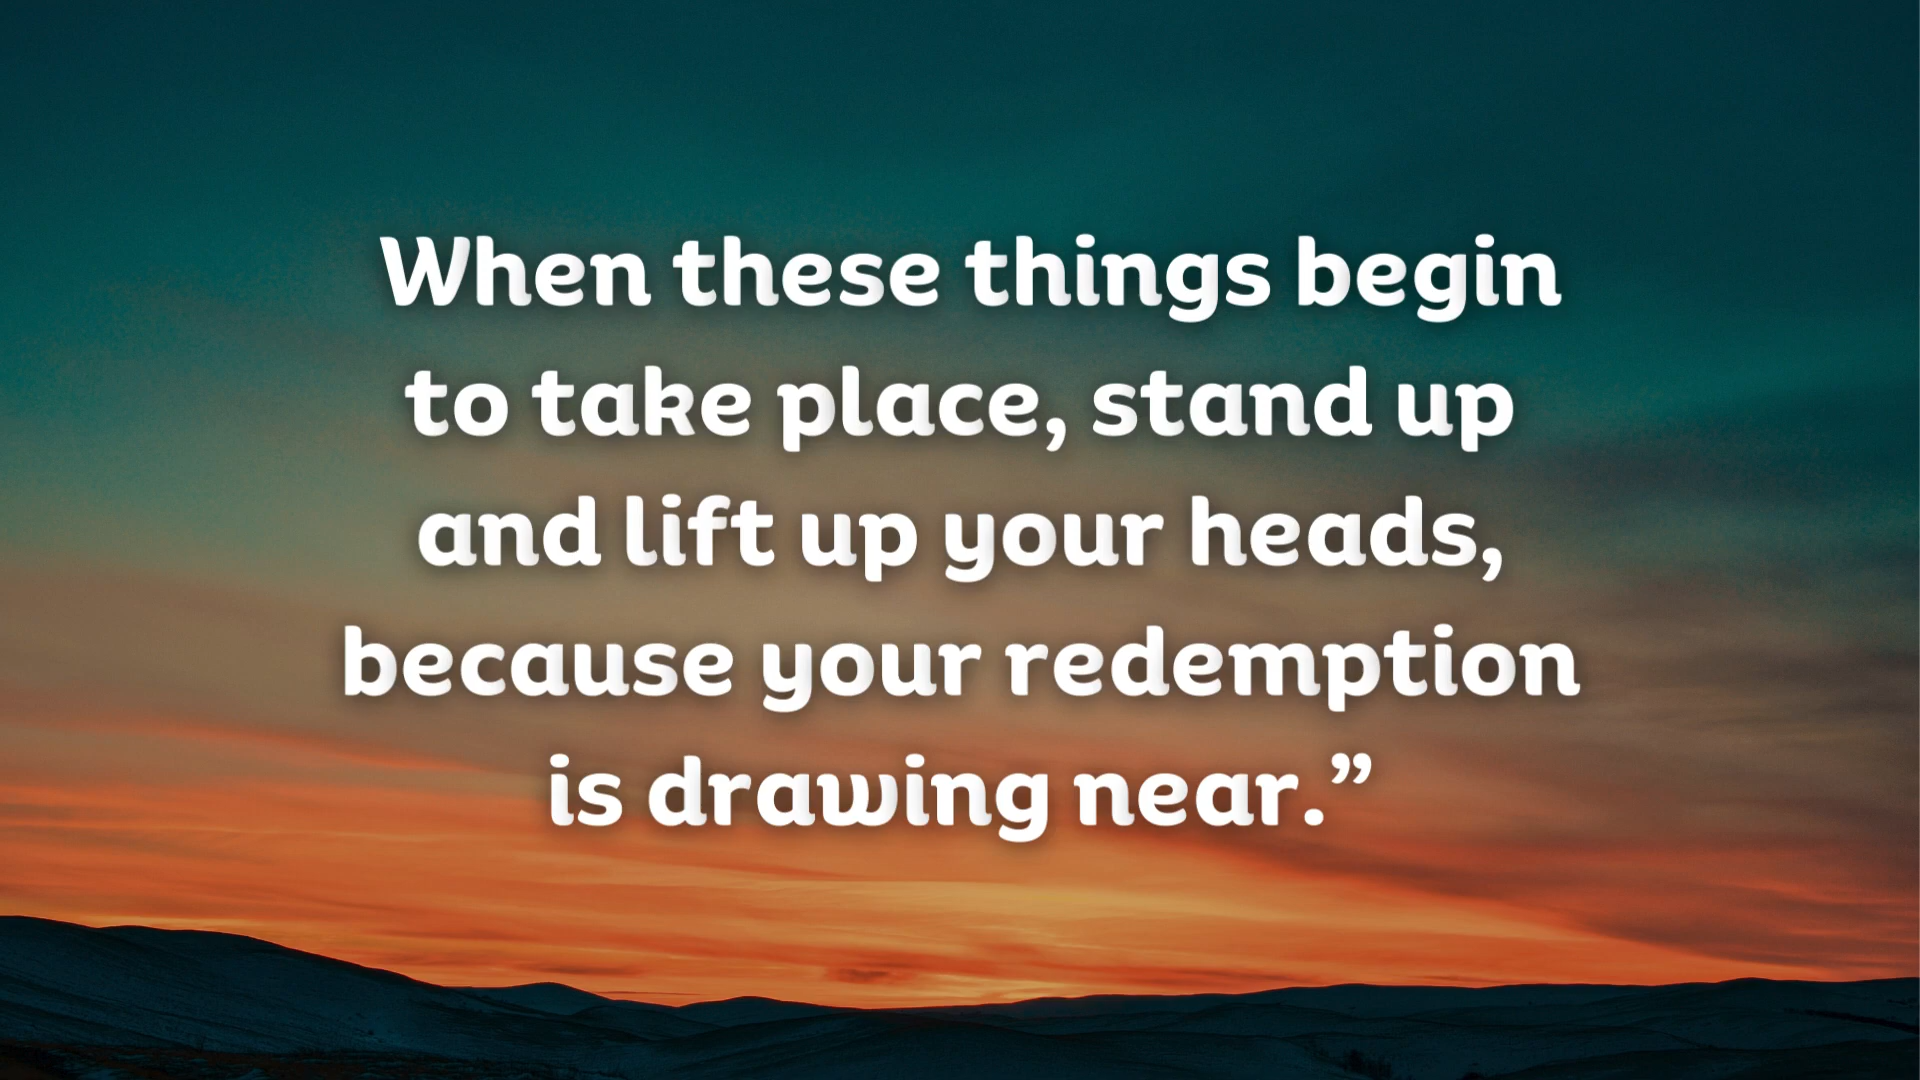 When these things begin
to take place, stand up
and lift up your heads,
because your redemption
is drawing near.”